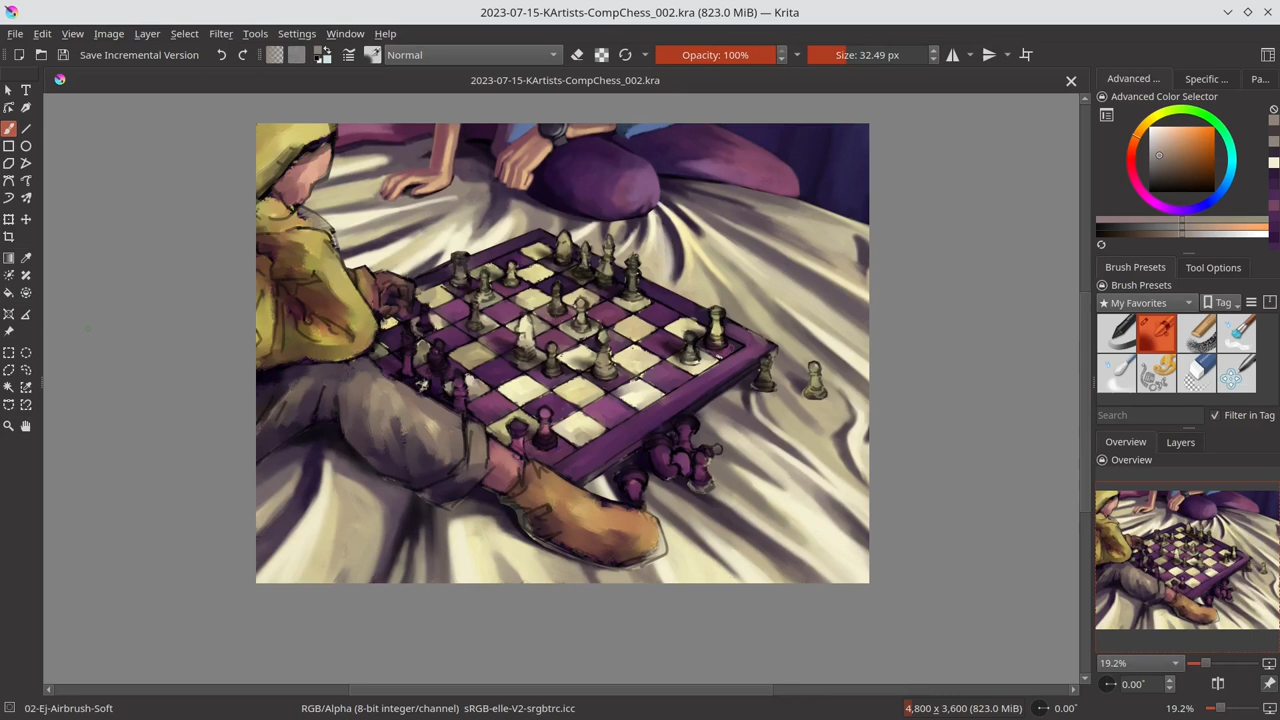 2023-07-15-KArtists-CompChess_002.kra (823.0 MiB) — Krita
File Edit View Image Layer Select Filter Tools Settings Window Help
Save Incremental Version Normal Opacity: 100% Size: 32.49 px
2023-07-15-KArtists-CompChess_002.kra
Advanced ... Specific ... Pa...
Advanced Color Selector
Brush Presets Tool Options
Brush Presets
★ My Favorites Tag
Search Filter in Tag
Overview Layers
Overview
19.2%
0.00°
02-Ej-Airbrush-Soft RGB/Alpha (8-bit integer/channel) sRGB-elle-V2-srgbtrc.icc 4,800 x 3,600 (823.0 MiB) 0.00° 19.2%